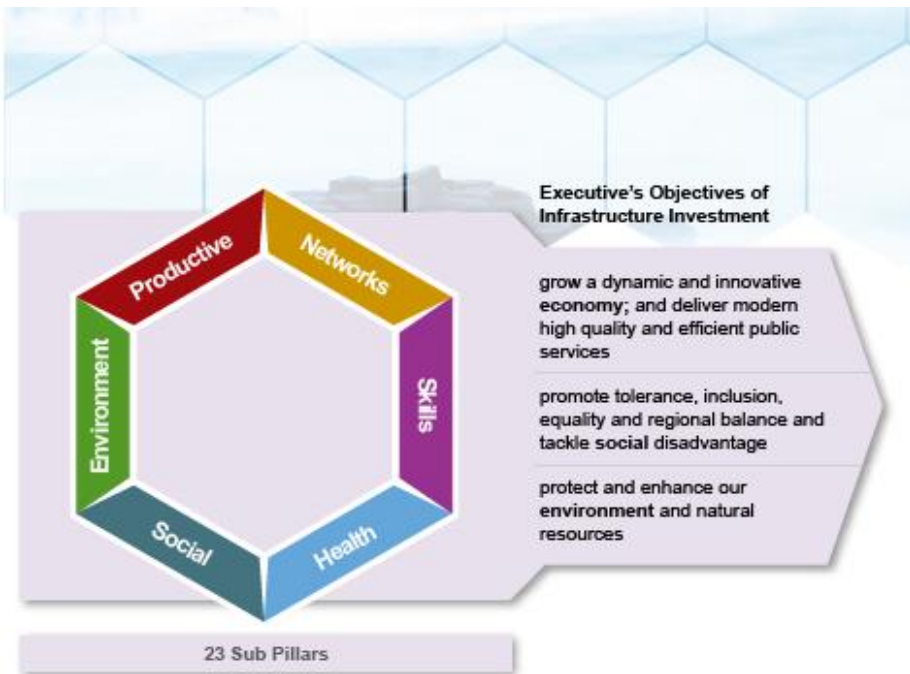 Executive's Objectives of
Infrastructure Investment
Productive
Networks
Skills
Health
Social
Environment
grow a dynamic and innovative
economy; and deliver modern
high quality and efficient public
services
promote tolerance, inclusion,
equality and regional balance and
tackle social disadvantage
protect and enhance our
environment and natural
resources
23 Sub Pillars